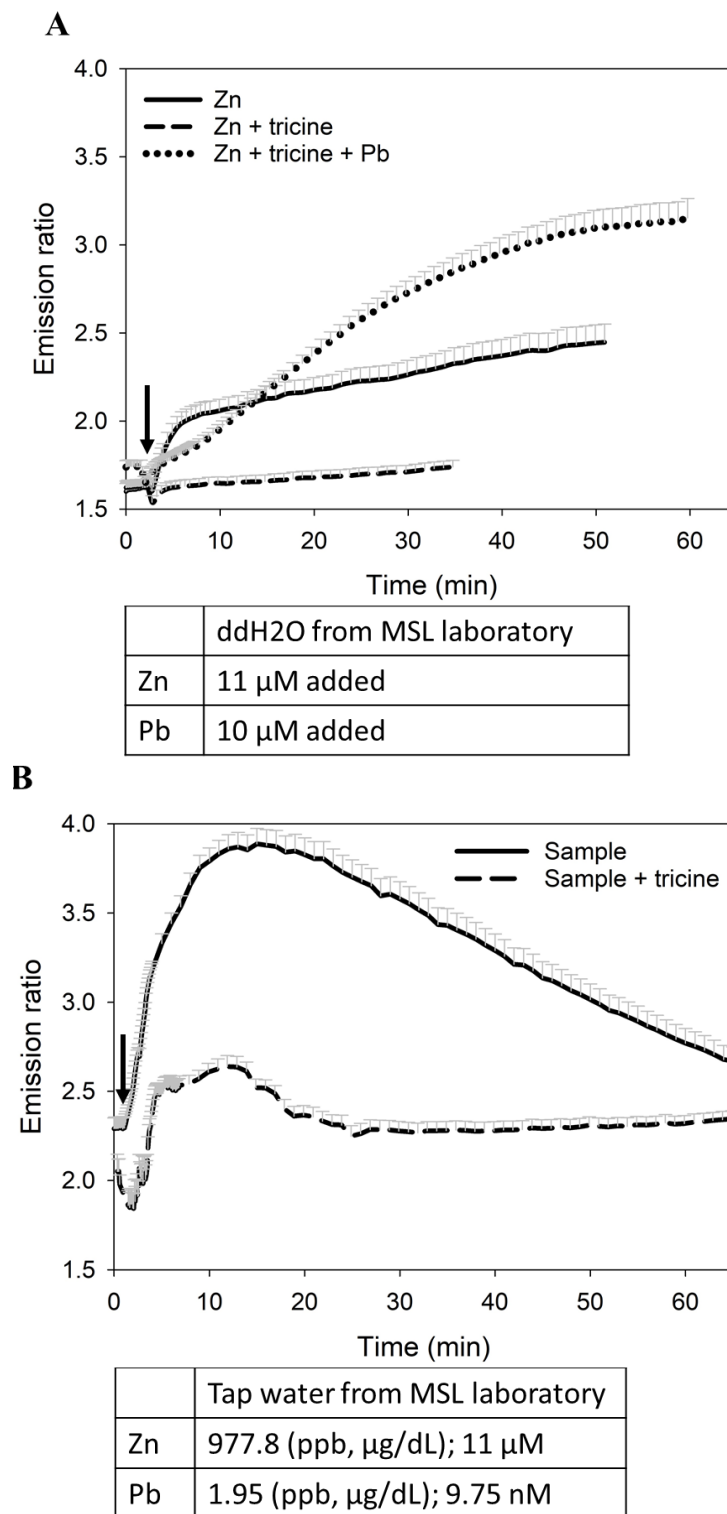 A
4.0
3.5
3.0
2.5
2.0
1.5
Emission ratio
Zn
Zn + tricine
Zn + tricine + Pb
0 10 20 30 40 50 60
Time (min)
ddH2O from MSL laboratory
Zn 11 μM added
Pb 10 μM added
B
4.0
3.5
3.0
2.5
2.0
1.5
Emission ratio
Sample
Sample + tricine
0 10 20 30 40 50 60
Time (min)
Tap water from MSL laboratory
Zn 977.8 (ppb, μg/dL); 11 μM
Pb 1.95 (ppb, μg/dL); 9.75 nM